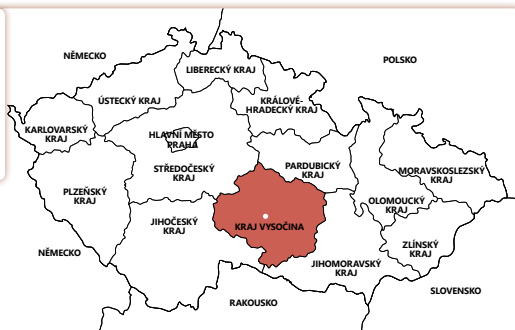 NĚMECKO
POLSKO
LIBERECKÝ KRAJ
ÚSTECKÝ KRAJ
KRÁLOVÉ-
HRADECKÝ KRAJ
KARLOVARSKÝ
KRAJ
HLAVNÍ MĚSTO
PRAHA
STŘEDOČESKÝ
KRAJ
PARDUBICKÝ
KRAJ
MORAVSKOSLEZSKÝ
KRAJ
PLZEŇSKÝ
KRAJ
OLOMOUCKÝ
KRAJ
JIHOČESKÝ
KRAJ
KRAJ VYSOČINA
ZLÍNSKÝ
KRAJ
NĚMECKO
JIHOMORAVSKÝ
KRAJ
SLOVENSKO
RAKOUSKO